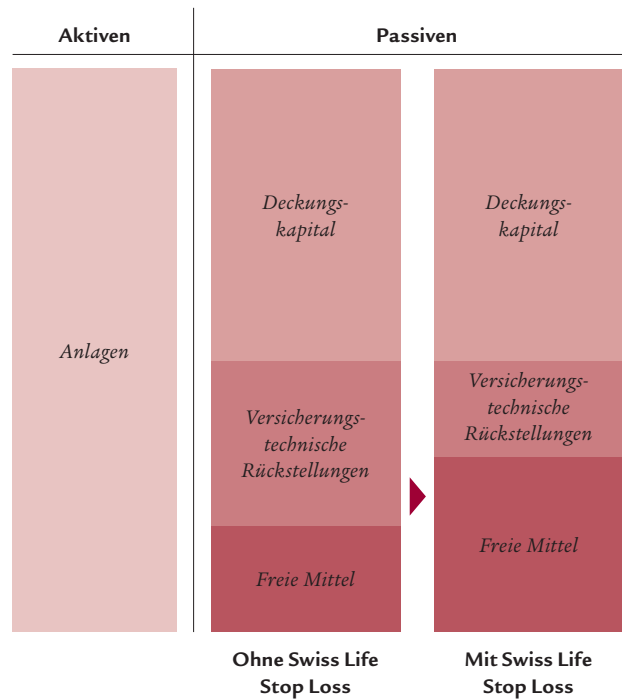 Aktiven
Passiven
Anlagen
Deckungs-
kapital
Versicherungs-
technische
Rückstellungen
Freie Mittel
Deckungs-
kapital
Versicherungs-
technische
Rückstellungen
Freie Mittel
Ohne Swiss Life
Stop Loss
Mit Swiss Life
Stop Loss